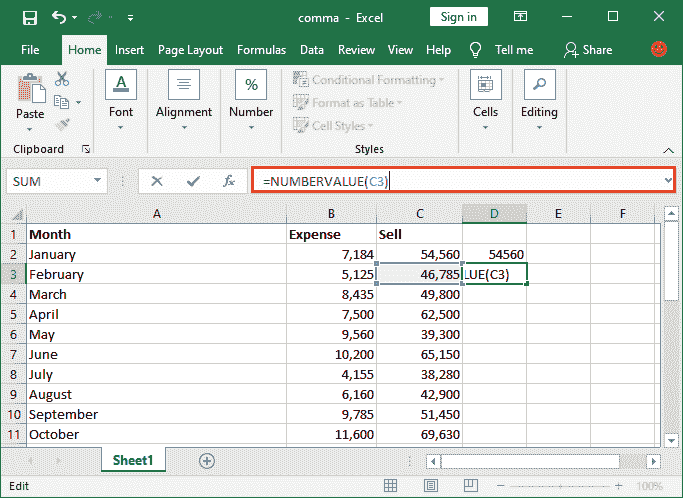 comma - Excel Sign in
File Home Insert Page Layout Formulas Data Review View Help Tell me Share
Paste Font Alignment % Number Conditional Formatting Format as Table Cell Styles Cells Editing
Clipboard Styles
SUM fx =NUMBERVALUE(C3)
A B C D E F
1 Month Expense Sell
2 January 7,184 54,560 54560
3 February 5,125 46,785 LUE(C3)
4 March 8,435 49,800
5 April 7,500 62,500
6 May 9,560 39,300
7 June 10,200 65,150
8 July 4,155 38,280
9 August 6,160 42,900
10 September 9,785 51,450
11 October 11,600 69,630
Sheet1
Edit 100%